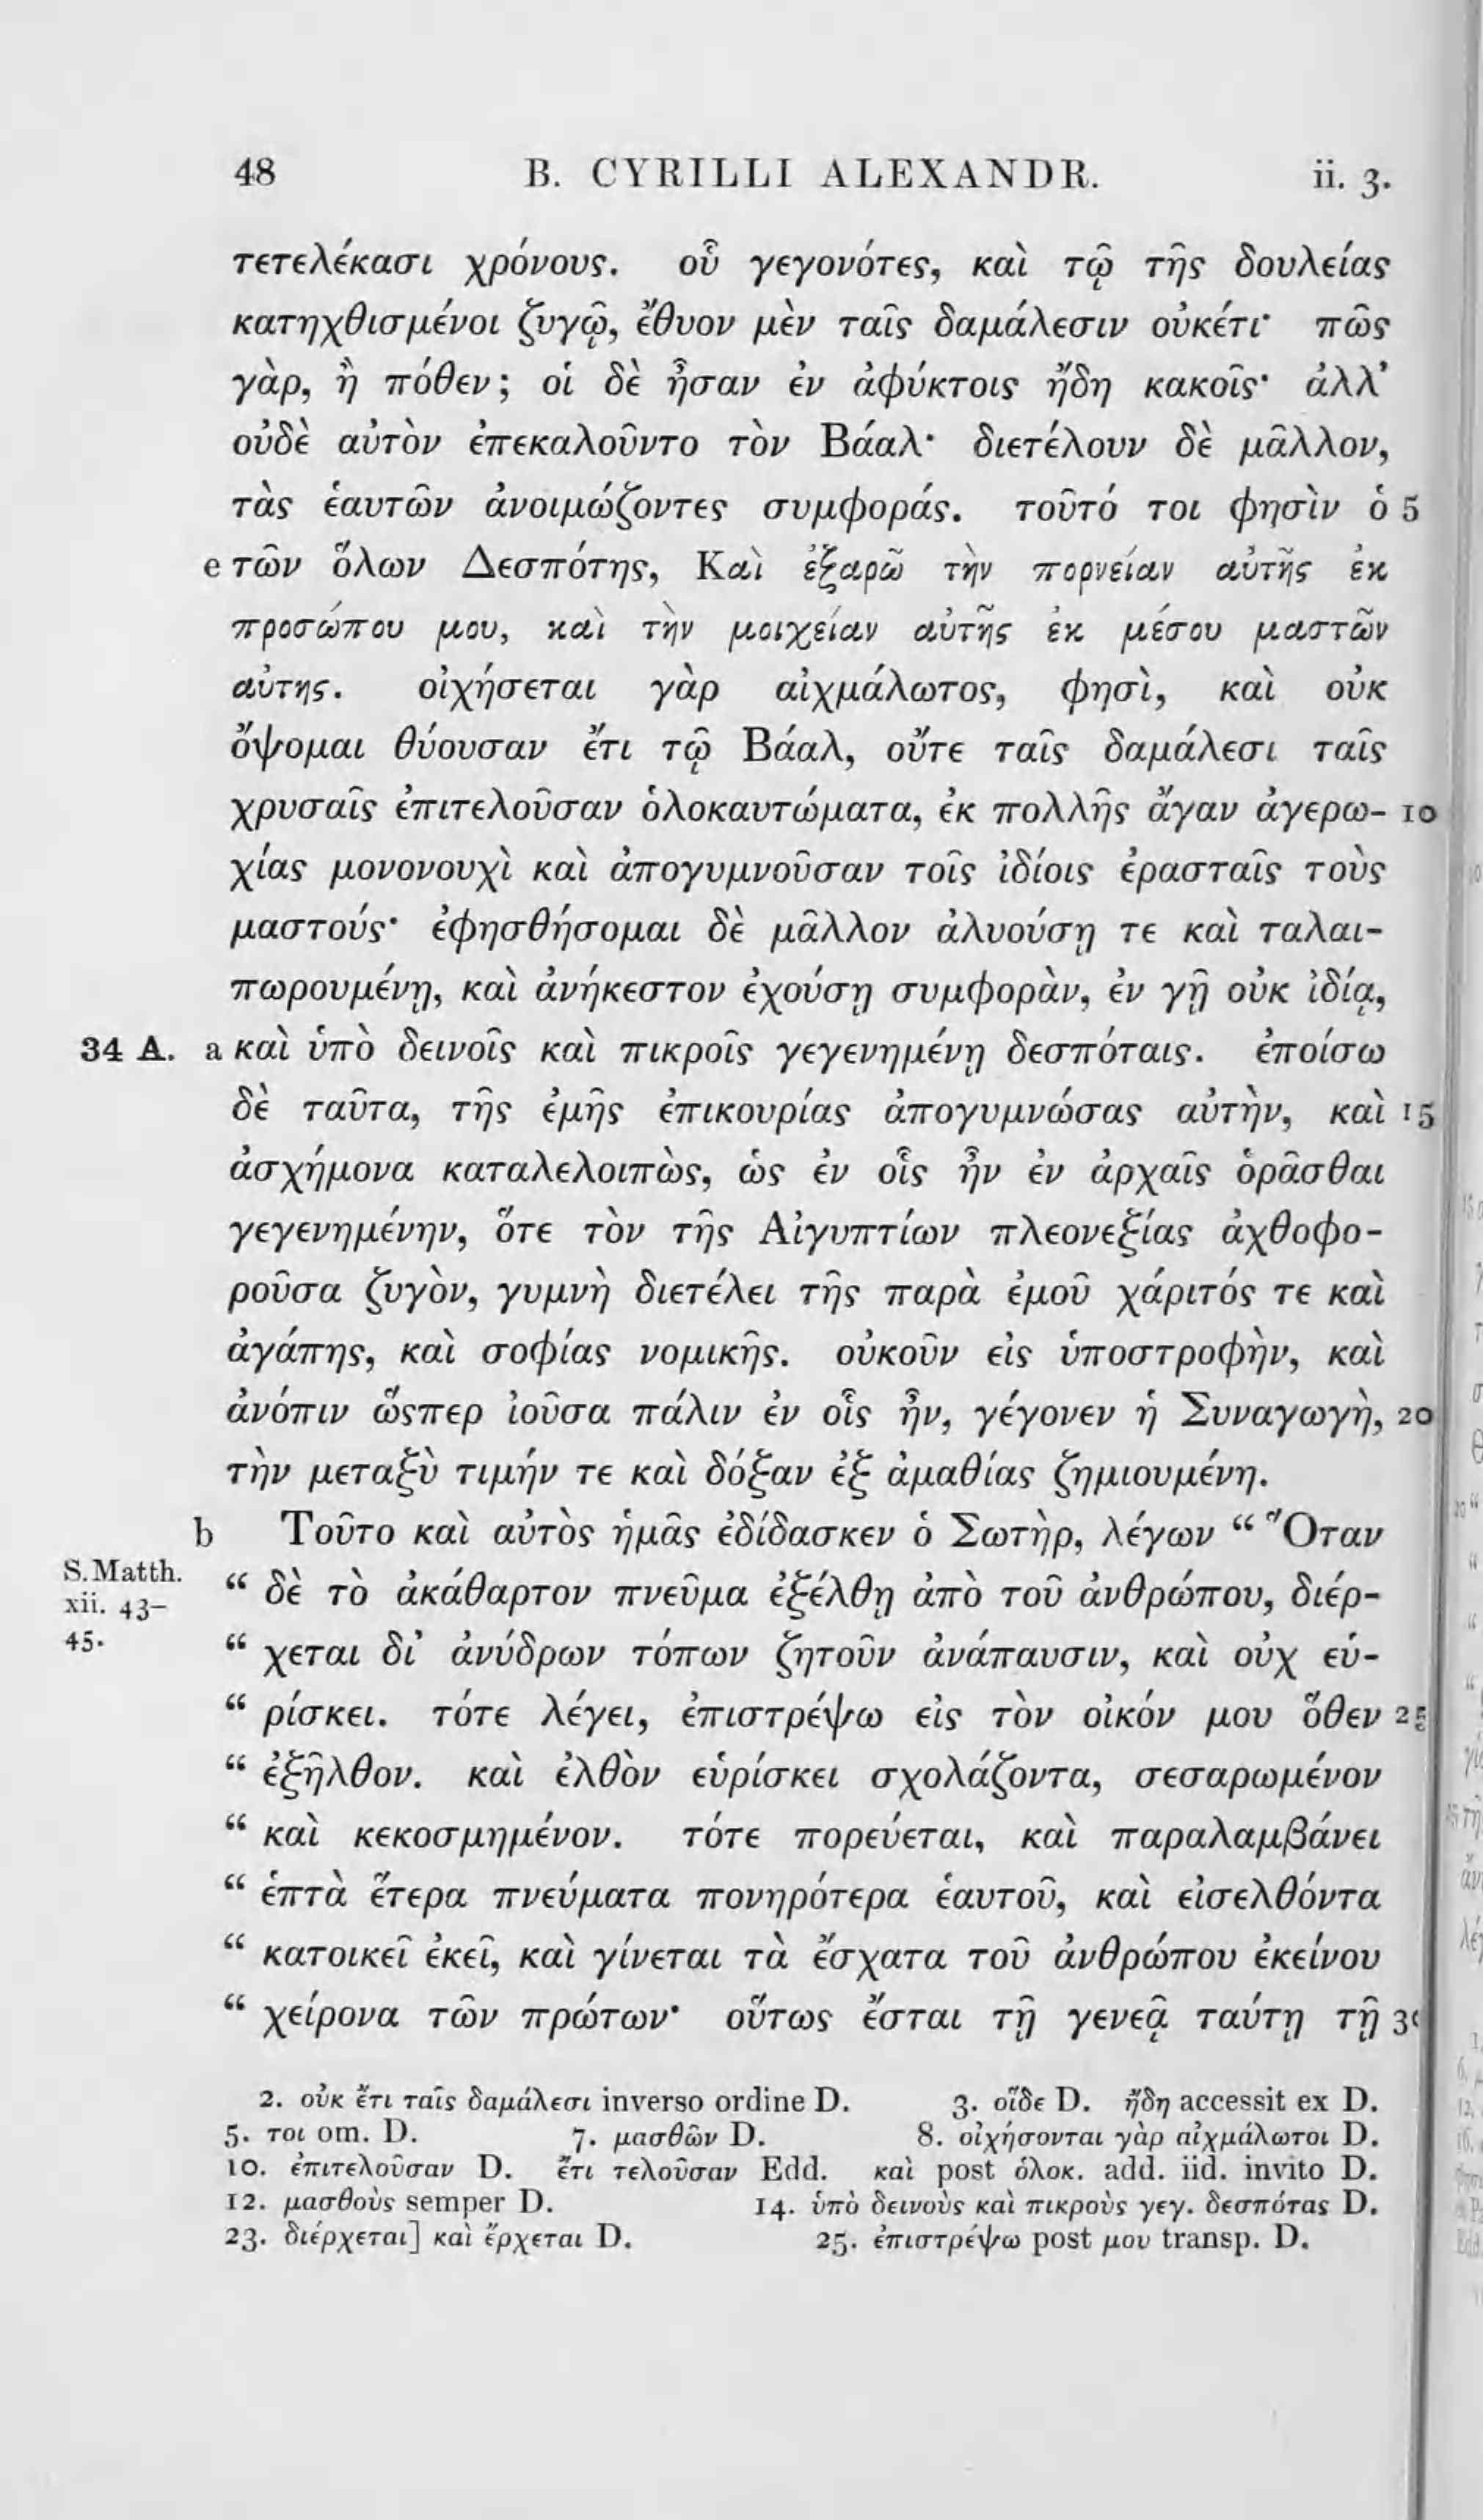 48 B. CYRILLI ALEXANDR. ii. 3.
τετελέκασι χρόνους. οὗ γεγονότες, καὶ τῷ τῆς δουλείας
κατηχθισμένοι ζυγῷ, ἔθυον μὲν ταῖς δαμάλεσιν οὐκέτι· πῶς
γὰρ, ἢ πόθεν; οἱ δὲ ἦσαν ἐν ἀφύκτοις ἤδη κακοῖς· ἀλλ’
οὐδὲ αὐτὸν ἐπεκαλοῦντο τὸν Βάαλ· διετέλουν δὲ μᾶλλον,
τὰς ἑαυτῶν ἀνοιμώζοντες συμφοράς. τοῦτό τοι φησὶν ὁ 5
e τῶν ὅλων Δεσπότης, Καὶ ἐξαρῶ τὴν πορνείαν αὐτῆς ἐκ
προσώπου μου, καὶ τὴν μοιχείαν αὐτῆς ἐκ μέσου μαστῶν
αὐτης. οἰχήσεται γὰρ αἰχμάλωτος, φησὶ, καὶ οὐκ
ὄψομαι θύουσαν ἔτι τῷ Βάαλ, οὔτε ταῖς δαμάλεσι ταῖς
χρυσαῖς ἐπιτελοῦσαν ὁλοκαυτώματα, ἐκ πολλῆς ἄγαν ἀγερω- 10
χίας μονονουχὶ καὶ ἀπογυμνοῦσαν τοῖς ἰδίοις ἐρασταῖς τοὺς
μαστούς· ἐφησθήσομαι δὲ μᾶλλον ἀλυούσῃ τε καὶ ταλαι-
πωρουμένῃ, καὶ ἀνήκεστον ἐχούσῃ συμφορὰν, ἐν γῇ οὐκ ἰδίᾳ,
34 A. a καὶ ὑπὸ δεινοῖς καὶ πικροῖς γεγενημένῃ δεσπόταις. ἐποίσω
δὲ ταῦτα, τῆς ἐμῆς ἐπικουρίας ἀπογυμνώσας αὐτὴν, καὶ 15
ἀσχήμονα καταλελοιπὼς, ὡς ἐν οἷς ἦν ἐν ἀρχαῖς ὁρᾶσθαι
γεγενημένην, ὅτε τὸν τῆς Αἰγυπτίων πλεονεξίας ἀχθοφο-
ροῦσα ζυγὸν, γυμνὴ διετέλει τῆς παρὰ ἐμοῦ χάριτός τε καὶ
ἀγάπης, καὶ σοφίας νομικῆς. οὐκοῦν εἰς ὑποστροφὴν, καὶ
ἀνόπιν ὥσπερ ἰοῦσα πάλιν ἐν οἷς ἦν, γέγονεν ἡ Συναγωγὴ, 20
τὴν μεταξὺ τιμήν τε καὶ δόξαν ἐξ ἀμαθίας ζημιουμένη.
b Τοῦτο καὶ αὐτὸς ἡμᾶς ἐδίδασκεν ὁ Σωτὴρ, λέγων “ Ὅταν
S. Matth. xii. 43–45.
“ δὲ τὸ ἀκάθαρτον πνεῦμα ἐξέλθῃ ἀπὸ τοῦ ἀνθρώπου, διέρ-
“ χεται δι’ ἀνύδρων τόπων ζητοῦν ἀνάπαυσιν, καὶ οὐχ εὑ-
“ ρίσκει. τότε λέγει, ἐπιστρέψω εἰς τὸν οἰκόν μου ὅθεν 25
“ ἐξῆλθον. καὶ ἐλθὸν εὑρίσκει σχολάζοντα, σεσαρωμένον
“ καὶ κεκοσμημένον. τότε πορεύεται, καὶ παραλαμβάνει
“ ἑπτὰ ἕτερα πνεύματα πονηρότερα ἑαυτοῦ, καὶ εἰσελθόντα
“ κατοικεῖ ἐκεῖ, καὶ γίνεται τὰ ἔσχατα τοῦ ἀνθρώπου ἐκείνου
“ χείρονα τῶν πρώτων· οὕτως ἔσται τῇ γενεᾷ ταύτῃ τῇ 30
2. οὐκ ἔτι ταῖς δαμάλεσι inverso ordine D. 3. οἵδε D. ἤδη accessit ex D.
5. τοι om. D. 7. μασθῶν D. 8. οἰχήσονται γὰρ αἰχμάλωτοι D.
10. ἐπιτελοῦσαν D. ἔτι τελοῦσαν Edd. καὶ post ὁλοκ. add. iid. invito D.
12. μασθοὺς semper D. 14. ὑπὸ δεινοὺς καὶ πικροὺς γεγ. δεσπότας D.
23. διέρχεται] καὶ ἔρχεται D. 25. ἐπιστρέψω post μου transp. D.